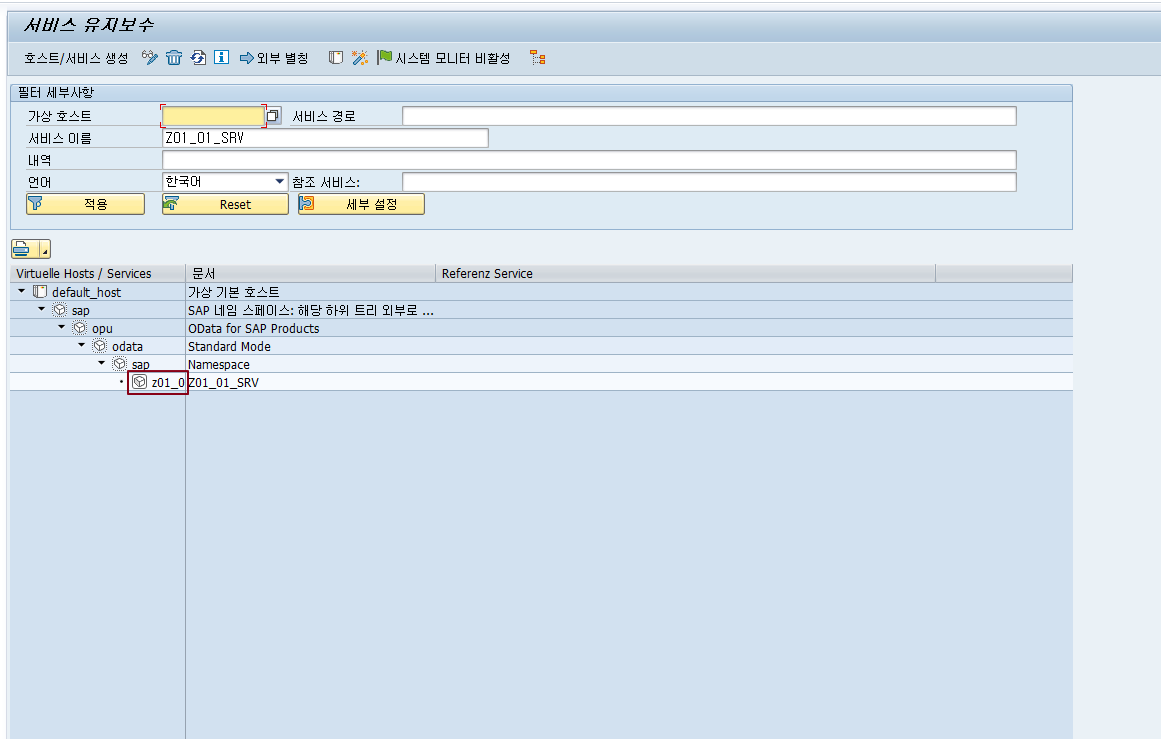 서비스 유지보수
호스트/서비스 생성 외부 별칭 시스템 모니터 비활성
필터 세부사항
가상 호스트 서비스 경로
서비스 이름 Z01_01_SRV
내역
언어 한국어 참조 서비스:
적용 Reset 세부 설정
Virtuelle Hosts / Services 문서 Referenz Service
default_host 가상 기본 호스트
sap SAP 네임 스페이스: 해당 하위 트리 외부로 ...
opu OData for SAP Products
odata Standard Mode
sap Namespace
z01_0 Z01_01_SRV